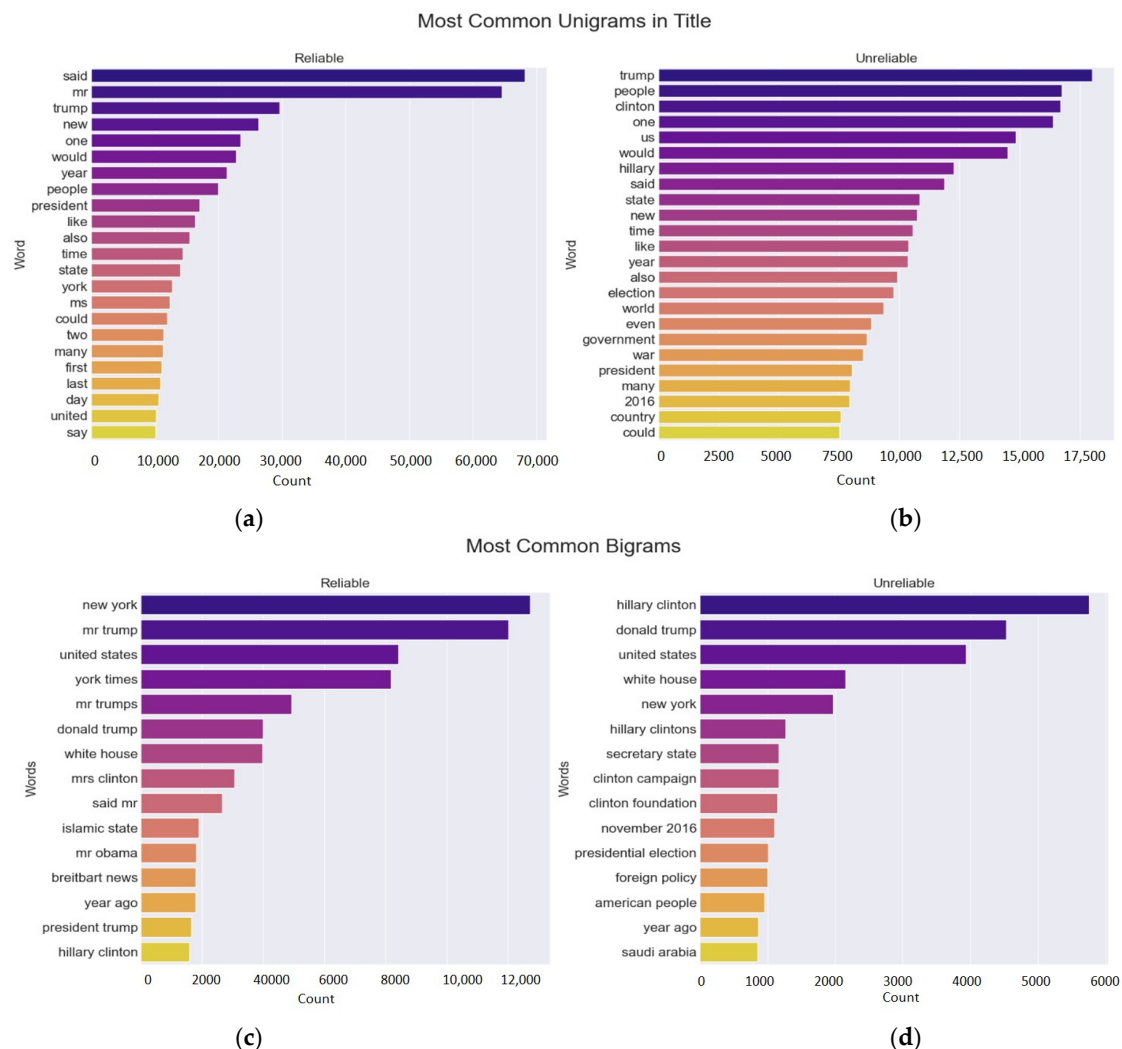 Most Common Unigrams in Title
Reliable
Word
said
mr
trump
new
one
would
year
people
president
like
also
time
state
york
ms
could
two
many
first
last
day
united
say
0 10,000 20,000 30,000 40,000 50,000 60,000 70,000
Count
(a)
Unreliable
Word
trump
people
clinton
one
us
would
hillary
said
state
new
time
like
year
also
election
world
even
government
war
president
many
2016
country
could
0 2500 5000 7500 10,000 12,500 15,000 17,500
Count
(b)
Most Common Bigrams
Reliable
Words
new york
mr trump
united states
york times
mr trumps
donald trump
white house
mrs clinton
said mr
islamic state
mr obama
breitbart news
year ago
president trump
hillary clinton
0 2000 40000 6000 8000 10,000 12,000
Count
(c)
Unreliable
Words
hillary clinton
donald trump
united states
white house
new york
hillary clintons
secretary state
clinton campaign
clinton foundation
november 2016
presidential election
foreign policy
american people
year ago
saudi arabia
0 1000 2000 3000 4000 5000 6000
Count
(d)